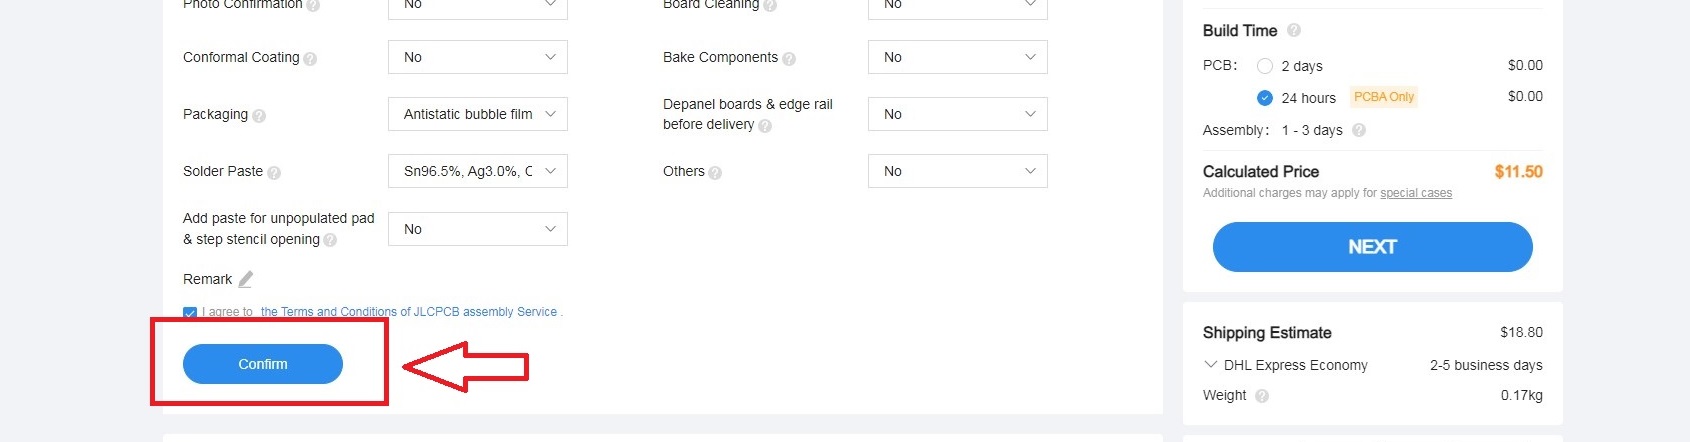 Photo Confirmation
No
Board Cleaning
No
Conformal Coating
No
Bake Components
No
Packaging
Antistatic bubble film
Depanel boards & edge rail
before delivery
No
Solder Paste
Sn96.5%, Ag3.0%, C
Others
No
Add paste for unpopulated pad
& step stencil opening
No
Remark
I agree to the Terms and Conditions of JLCPCB assembly Service .
Confirm
Build Time
PCB: 2 days $0.00
24 hours PCBA Only $0.00
Assembly: 1 - 3 days
Calculated Price $11.50
Additional charges may apply for special cases
NEXT
Shipping Estimate $18.80
DHL Express Economy 2-5 business days
Weight 0.17kg